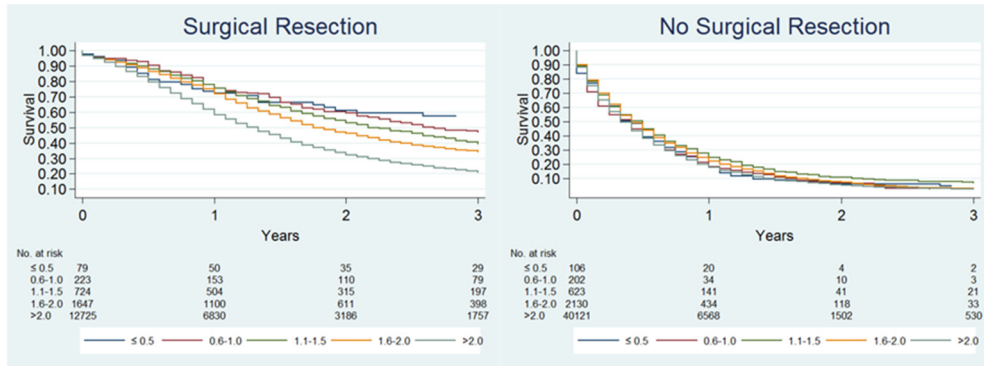 Surgical Resection
1.00
0.90
0.80
0.70
0.60
0.50
0.40
0.30
0.20
0.10
Survival
0 1 2 3
Years
No. at risk
≤ 0.5 79 50 35 29
0.6-1.0 223 153 110 79
1.1-1.5 724 504 315 197
1.6-2.0 1647 1100 611 398
>2.0 12725 6830 3186 1757
≤ 0.5 0.6-1.0 1.1-1.5 1.6-2.0 >2.0
No Surgical Resection
1.00
0.90
0.80
0.70
0.60
0.50
0.40
0.30
0.20
0.10
Survival
0 1 2 3
Years
No. at risk
≤ 0.5 106 20 4 2
0.6-1.0 202 34 10 3
1.1-1.5 623 141 41 21
1.6-2.0 2130 434 118 33
>2.0 40121 6568 1502 530
≤ 0.5 0.6-1.0 1.1-1.5 1.6-2.0 >2.0